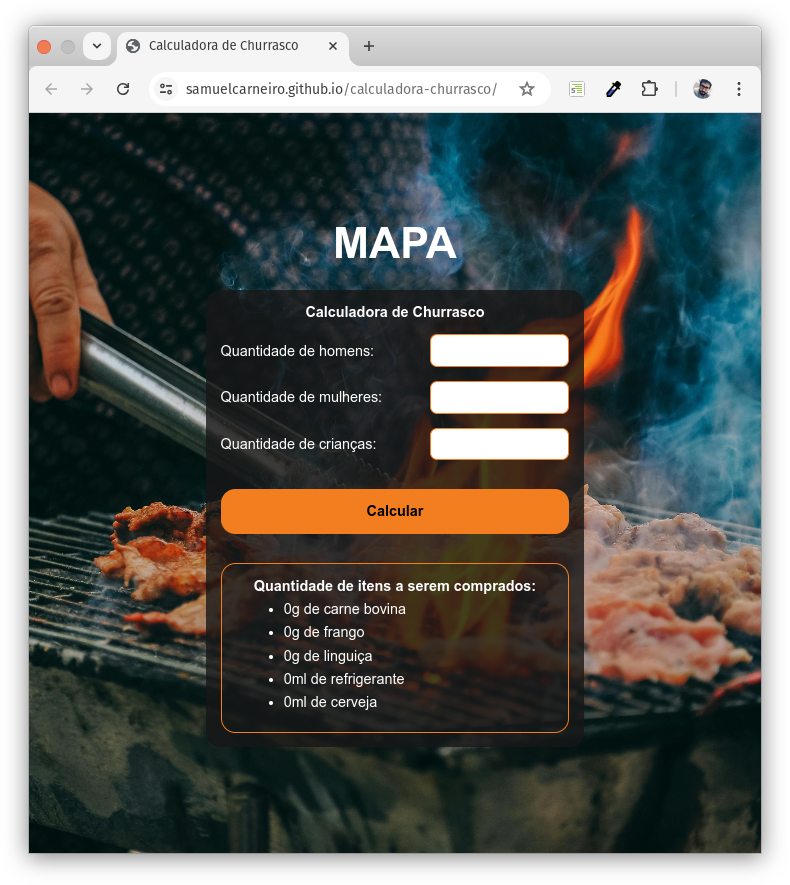 Calculadora de Churrasco
samuelcarneiro.github.io/calculadora-churrasco/
MAPA
Calculadora de Churrasco
Quantidade de homens:
Quantidade de mulheres:
Quantidade de crianças:
Calcular
Quantidade de itens a serem comprados:
• 0g de carne bovina
• 0g de frango
• 0g de linguiça
• 0ml de refrigerante
• 0ml de cerveja